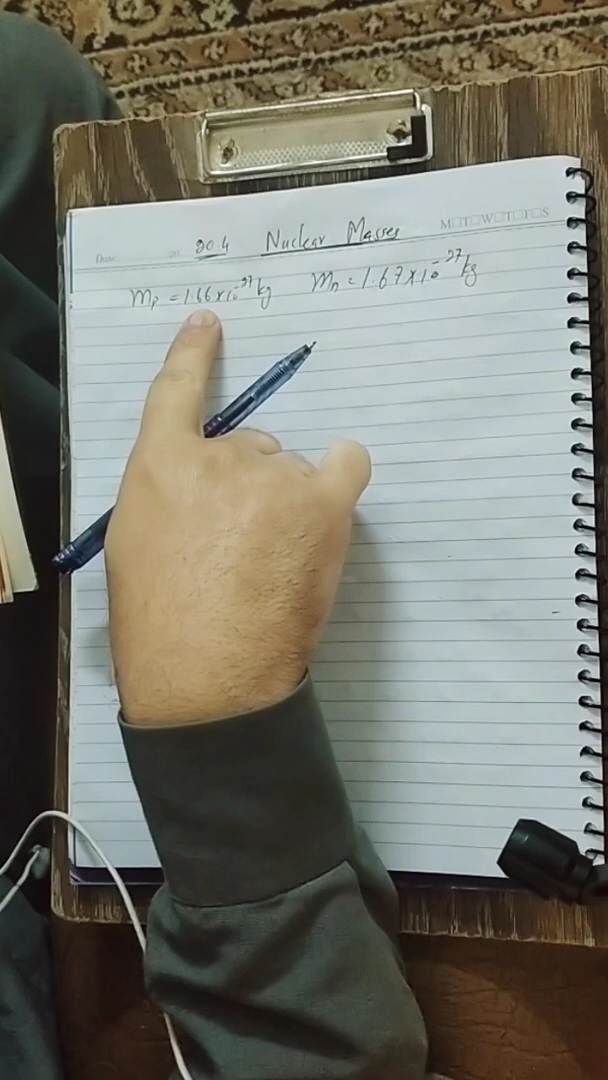 Date 20 20.4 Nuclear Masses M□T□W□T□F□S
mp = 1.66 x 10⁻²⁷ kg mn = 1.67 x 10⁻²⁷ kg